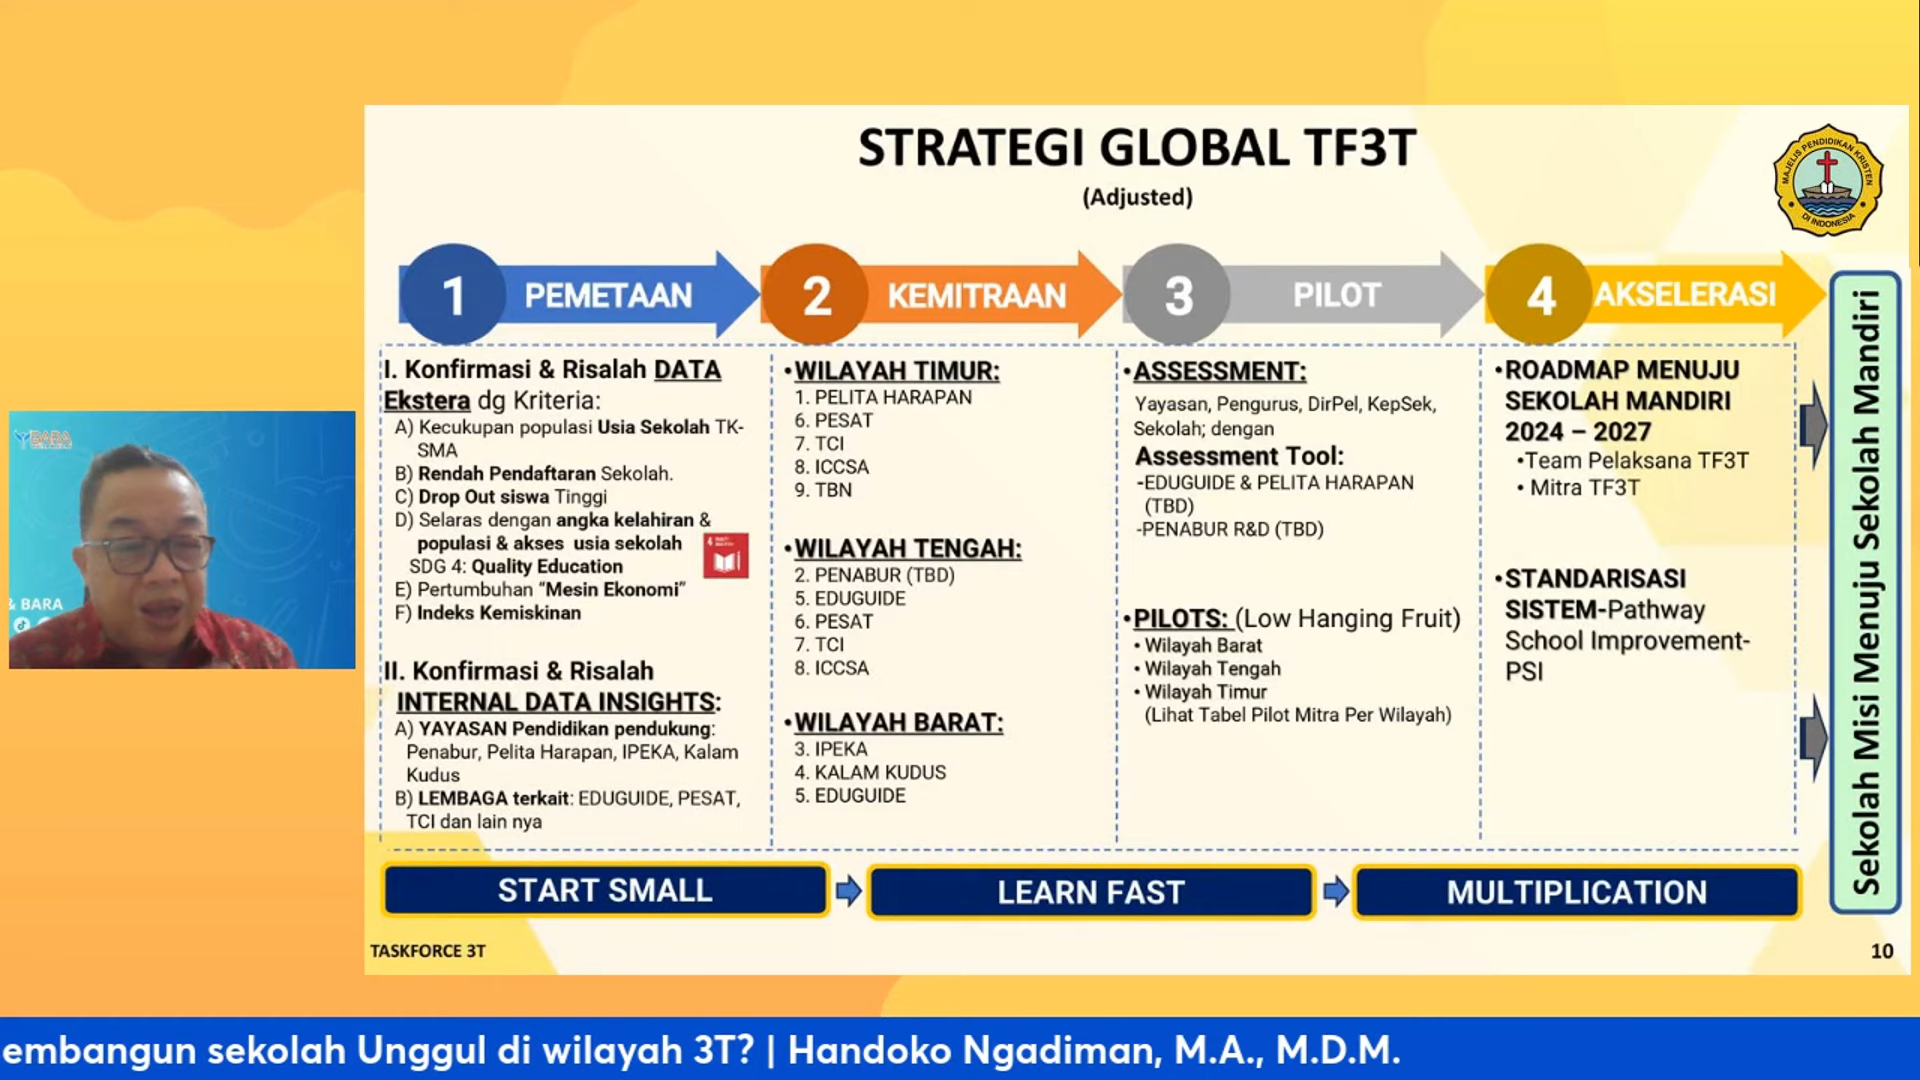 STRATEGI GLOBAL TF3T
(Adjusted)
MAJELIS PENDIDIKAN KRISTEN
DI INDONESIA
1 PEMETAAN
2 KEMITRAAN
3 PILOT
4 AKSELERASI
I. Konfirmasi & Risalah DATA
Ekstera dg Kriteria:
A) Kecukupan populasi Usia Sekolah TK-
SMA
B) Rendah Pendaftaran Sekolah.
C) Drop Out siswa Tinggi
D) Selaras dengan angka kelahiran &
populasi & akses usia sekolah
SDG 4: Quality Education
E) Pertumbuhan “Mesin Ekonomi”
F) Indeks Kemiskinan
II. Konfirmasi & Risalah
INTERNAL DATA INSIGHTS:
A) YAYASAN Pendidikan pendukung:
Penabur, Pelita Harapan, IPEKA, Kalam
Kudus
B) LEMBAGA terkait: EDUGUIDE, PESAT,
TCI dan lain nya
•WILAYAH TIMUR:
1. PELITA HARAPAN
6. PESAT
7. TCI
8. ICCSA
9. TBN
•WILAYAH TENGAH:
2. PENABUR (TBD)
5. EDUGUIDE
6. PESAT
7. TCI
8. ICCSA
•WILAYAH BARAT:
3. IPEKA
4. KALAM KUDUS
5. EDUGUIDE
•ASSESSMENT:
Yayasan, Pengurus, DirPel, KepSek,
Sekolah; dengan
Assessment Tool:
-EDUGUIDE & PELITA HARAPAN
(TBD)
-PENABUR R&D (TBD)
•PILOTS: (Low Hanging Fruit)
• Wilayah Barat
• Wilayah Tengah
• Wilayah Timur
(Lihat Tabel Pilot Mitra Per Wilayah)
•ROADMAP MENUJU
SEKOLAH MANDIRI
2024 – 2027
•Team Pelaksana TF3T
• Mitra TF3T
•STANDARISASI
SISTEM-Pathway
School Improvement-
PSI
Sekolah Misi Menuju Sekolah Mandiri
START SMALL
LEARN FAST
MULTIPLICATION
TASKFORCE 3T
10
BARA
& BARA
embangun sekolah Unggul di wilayah 3T? | Handoko Ngadiman, M.A., M.D.M.